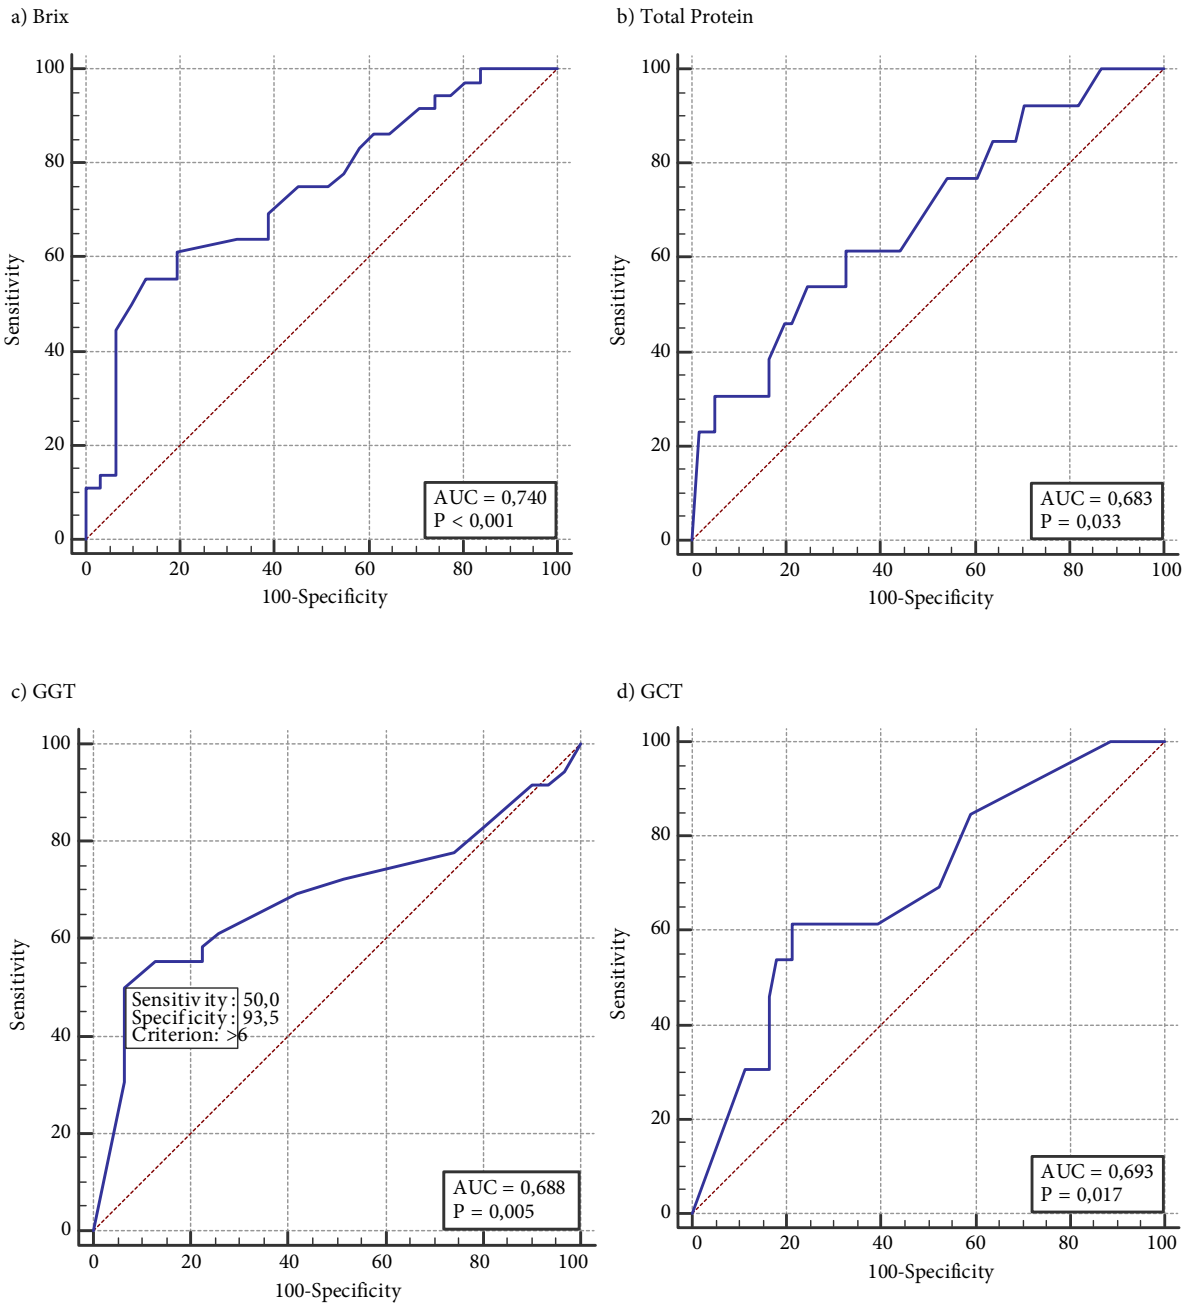 a) Brix
100
80
60
40
20
0
Sensitivity
AUC = 0,740
P < 0,001
0 20 40 60 80 100
100-Specificity
b) Total Protein
100
80
60
40
20
0
Sensitivity
AUC = 0,683
P = 0,033
0 20 40 60 80 100
100-Specificity
c) GGT
100
80
60
40
20
0
Sensitivity
Sensitivity: 50,0
Specificity: 93,5
Criterion: >6
AUC = 0,688
P = 0,005
0 20 40 60 80 100
100-Specificity
d) GCT
100
80
60
40
20
0
Sensitivity
AUC = 0,693
P = 0,017
0 20 40 60 80 100
100-Specificity